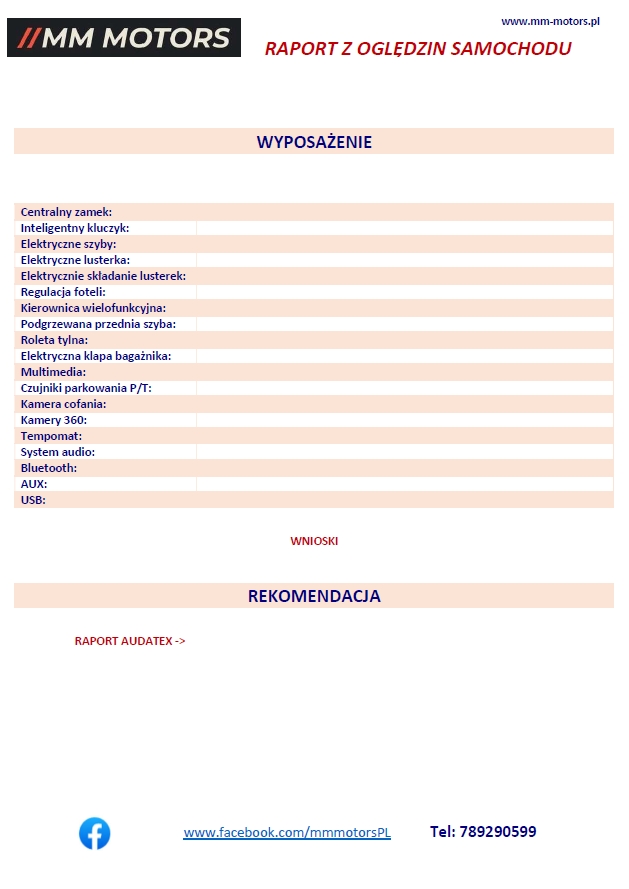 www.mm-motors.pl
//MM MOTORS
RAPORT Z OGLĘDZIN SAMOCHODU
WYPOSAŻENIE
Centralny zamek:
Inteligentny kluczyk:
Elektryczne szyby:
Elektryczne lusterka:
Elektrycznie składanie lusterek:
Regulacja foteli:
Kierownica wielofunkcyjna:
Podgrzewana przednia szyba:
Roleta tylna:
Elektryczna klapa bagażnika:
Multimedia:
Czujniki parkowania P/T:
Kamera cofania:
Kamery 360:
Tempomat:
System audio:
Bluetooth:
AUX:
USB:
WNIOSKI
REKOMENDACJA
RAPORT AUDATEX ->
www.facebook.com/mmmotorsPL Tel: 789290599